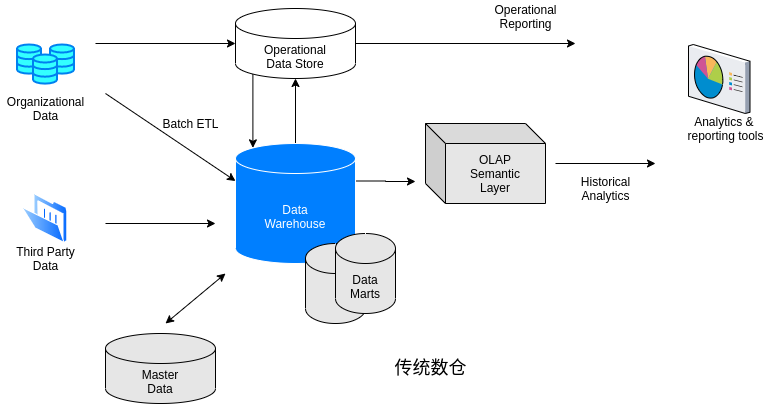 Operational
Reporting
Operational
Data Store
Organizational
Data
Batch ETL
Analytics &
reporting tools
OLAP
Semantic
Layer
Historical
Analytics
Data
Warehouse
Third Party
Data
Data
Marts
Master
Data
传统数仓